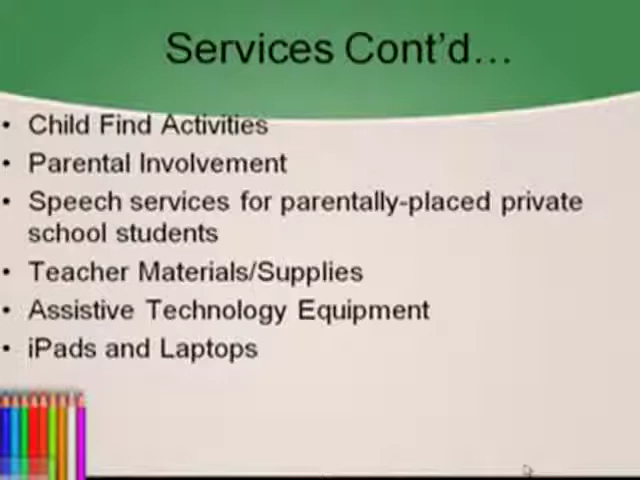 Services Cont'd...
• Child Find Activities
• Parental Involvement
• Speech services for parentally-placed private
school students
• Teacher Materials/Supplies
• Assistive Technology Equipment
• iPads and Laptops